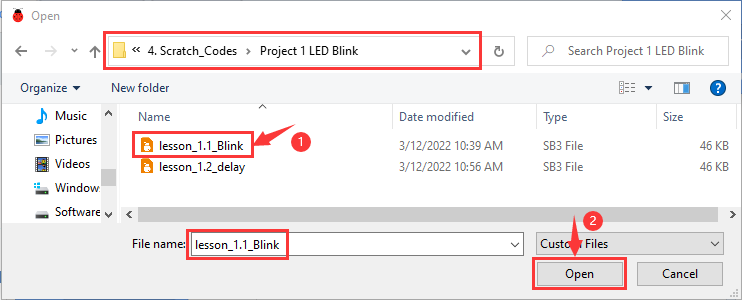 Open
« 4. Scratch_Codes › Project 1 LED Blink
Search Project 1 LED Blink
Organize New folder
Name Date modified Type Size
Music
Pictures
Videos
Window:
Software
lesson_1.1_Blink 3/12/2022 10:39 AM SB3 File 46 KB
1
lesson_1.2_delay 3/12/2022 10:56 AM SB3 File 46 KB
2
File name: lesson_1.1_Blink
Files
Open Cancel